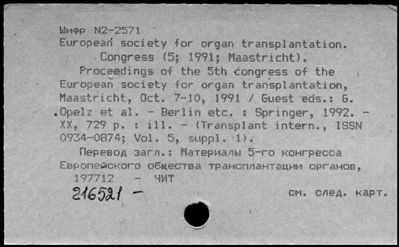 Шифр N2-2571
European society for organ transplantation.
Congress (5; 1991; Maastricht).
Proceedings of the 5th congress of the
European society for organ transplantation,
Maastricht, Oct. 7-10, 1991 / Guest eds.: G.
Opelz et al. - Berlin etc. : Springer, 1992. -
XX, 729 p. : ill. - (Transplant intern., ISSN
0934-0874; Vol. 5, suppl. 1).
Перевод загл.: Материалы 5-го конгресса
Европейского общества трансплантации органов,
197712 - ЧИТ
216521 -
см. след. карт.